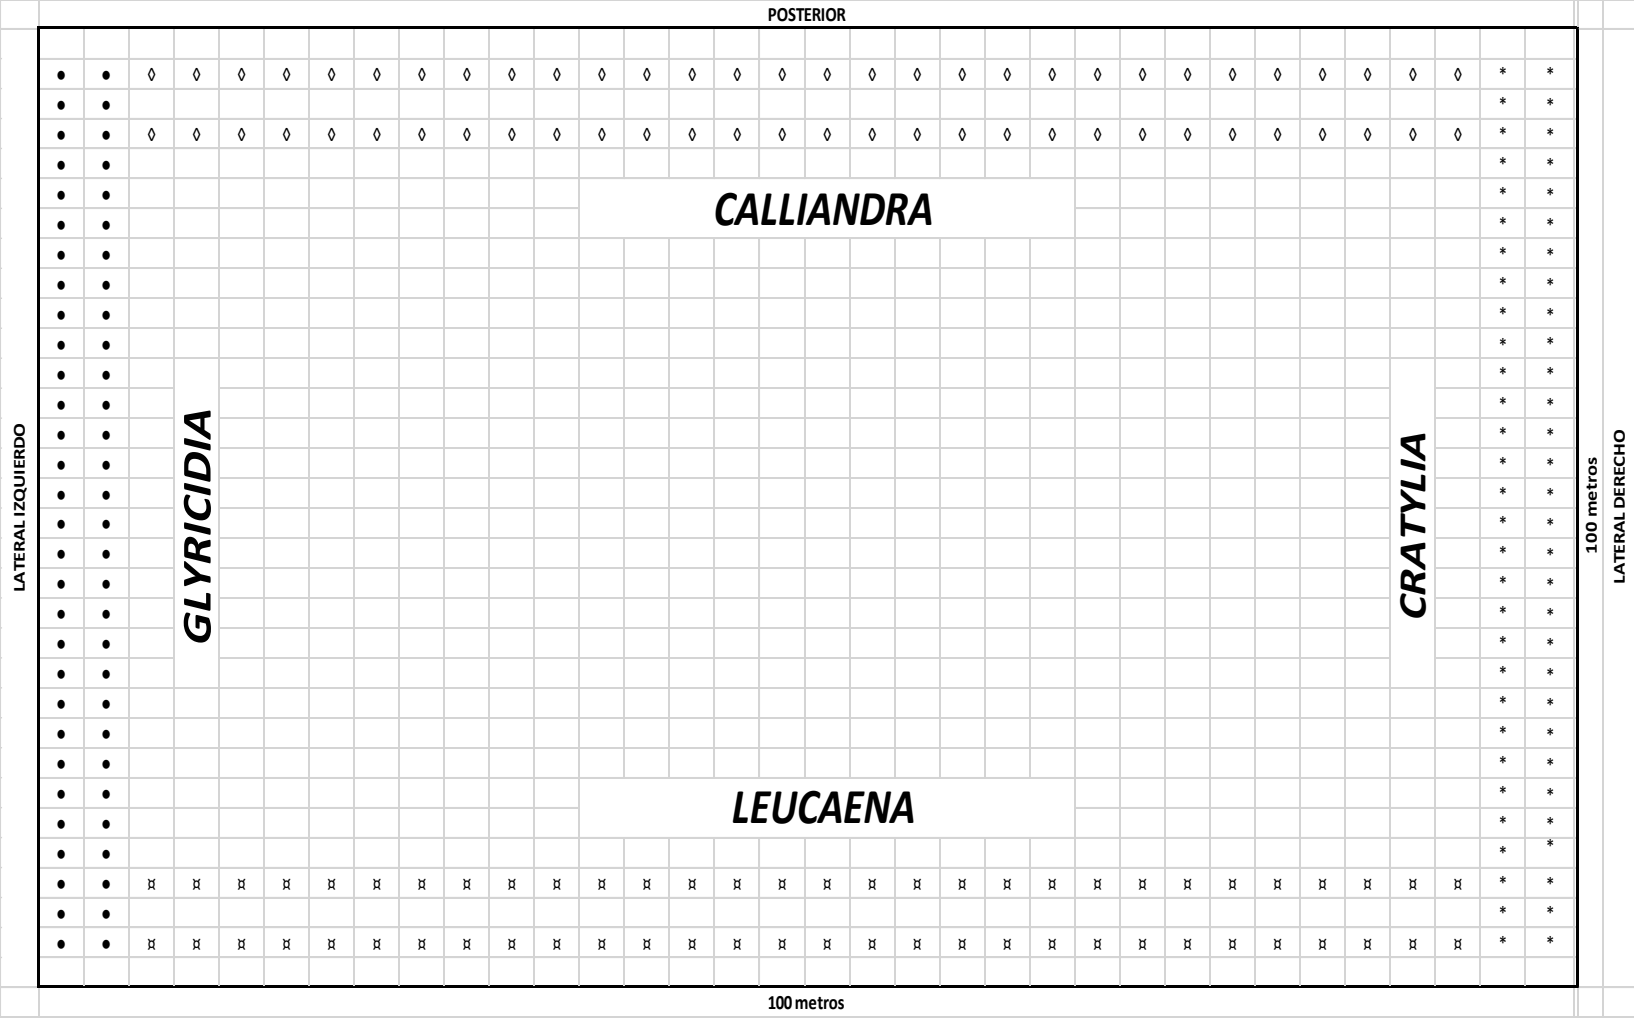 POSTERIOR
CALLIANDRA
LATERAL IZQUIERDO
GLYRICIDIA
CRATYLIA
100 metros
LATERAL DERECHO
LEUCAENA
100 metros